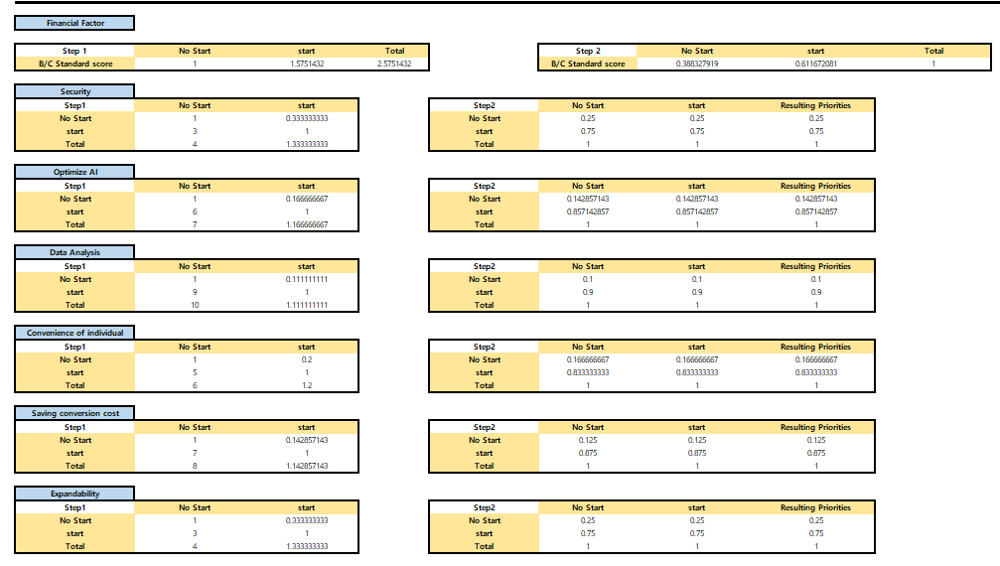 Financial Factor
Step 1 No Start start Total Step 2 No Start start Total
B/C Standard score 1 1.5751432 2.5751432 B/C Standard score 0.388327919 0.611672081 1
Security
Step1 No Start start Step2 No Start start Resulting Priorities
No Start 1 0.333333333 No Start 0.25 0.25 0.25
start 3 1 start 0.75 0.75 0.75
Total 4 1.333333333 Total 1 1 1
Optimize AI
Step1 No Start start Step2 No Start start Resulting Priorities
No Start 1 0.166666667 No Start 0.142857143 0.142857143 0.142857143
start 6 1 start 0.857142857 0.857142857 0.857142857
Total 7 1.166666667 Total 1 1 1
Data Analysis
Step1 No Start start Step2 No Start start Resulting Priorities
No Start 1 0.111111111 No Start 0.1 0.1 0.1
start 9 1 start 0.9 0.9 0.9
Total 10 1.111111111 Total 1 1 1
Convenience of individual
Step1 No Start start Step2 No Start start Resulting Priorities
No Start 1 0.2 No Start 0.166666667 0.166666667 0.166666667
start 5 1 start 0.833333333 0.833333333 0.833333333
Total 6 1.2 Total 1 1 1
Saving conversion cost
Step1 No Start start Step2 No Start start Resulting Priorities
No Start 1 0.142857143 No Start 0.125 0.125 0.125
start 7 1 start 0.875 0.875 0.875
Total 8 1.142857143 Total 1 1 1
Expandability
Step1 No Start start Step2 No Start start Resulting Priorities
No Start 1 0.333333333 No Start 0.25 0.25 0.25
start 3 1 start 0.75 0.75 0.75
Total 4 1.333333333 Total 1 1 1